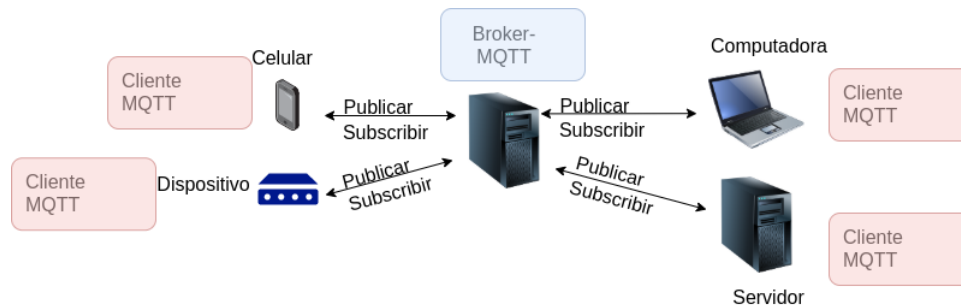 Broker-
MQTT
Celular
Cliente
MQTT
Publicar
Subscribir
Publicar
Subscribir
Computadora
Cliente
MQTT
Cliente
MQTT
Dispositivo
Publicar
Subscribir
Publicar
Subscribir
Cliente
MQTT
Servidor